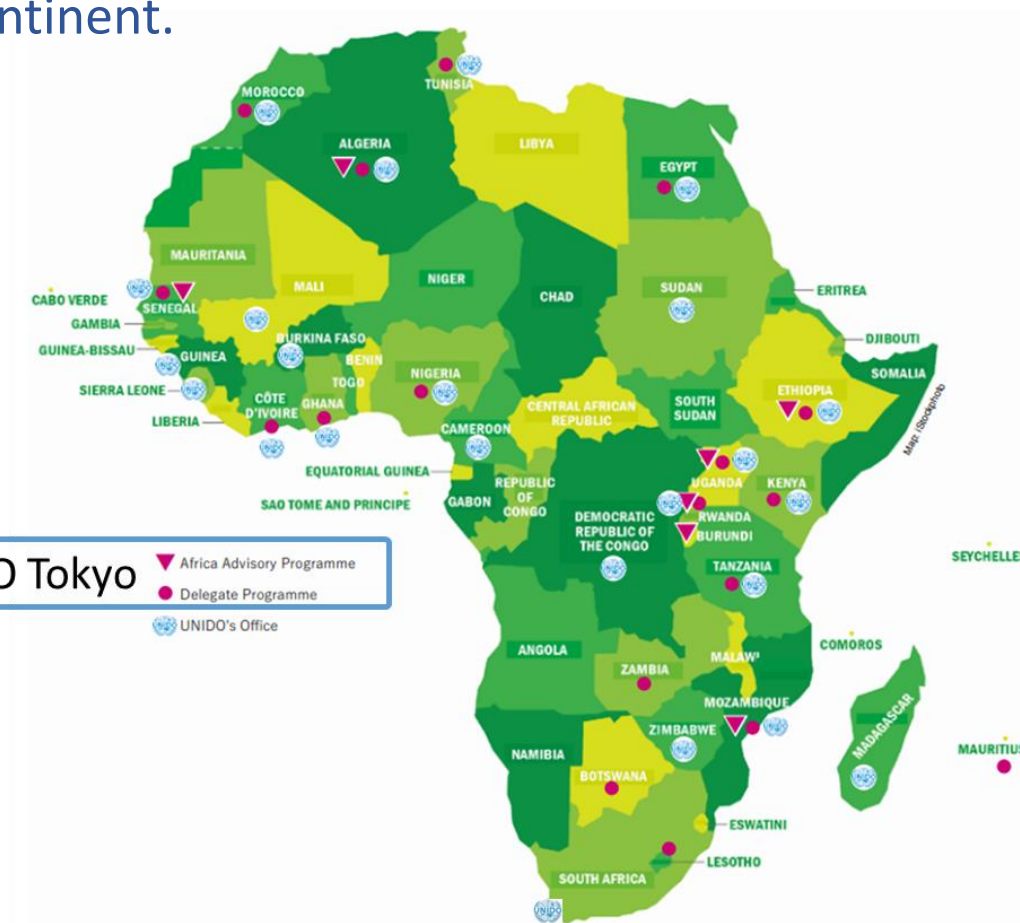 ntinent.
MOROCCO
TUNISIA
ALGERIA
LIBYA
EGYPT
MAURITANIA
MALI
NIGER
CHAD
SUDAN
ERITREA
CABO VERDE
SENEGAL
GAMBIA
GUINEA-BISSAU
GUINEA
BURKINA FASO
BENIN
TOGO
NIGERIA
DJIBOUTI
SOMALIA
ETHIOPIA
SIERRA LEONE
LIBERIA
CÔTE
D'IVOIRE
GHANA
CENTRAL AFRICAN
REPUBLIC
SOUTH
SUDAN
CAMEROON
Map: iStockphoto
EQUATORIAL GUINEA
SAO TOME AND PRINCIPE
GABON
REPUBLIC
OF
CONGO
UGANDA
KENYA
DEMOCRATIC
REPUBLIC OF
THE CONGO
RWANDA
BURUNDI
TANZANIA
SEYCHELLE
O Tokyo
Africa Advisory Programme
Delegate Programme
UNIDO's Office
ANGOLA
ZAMBIA
MALAWI
COMOROS
MOZAMBIQUE
ZIMBABWE
MADAGASCAR
MAURITIUS
NAMIBIA
BOTSWANA
ESWATINI
LESOTHO
SOUTH AFRICA
UNIDO